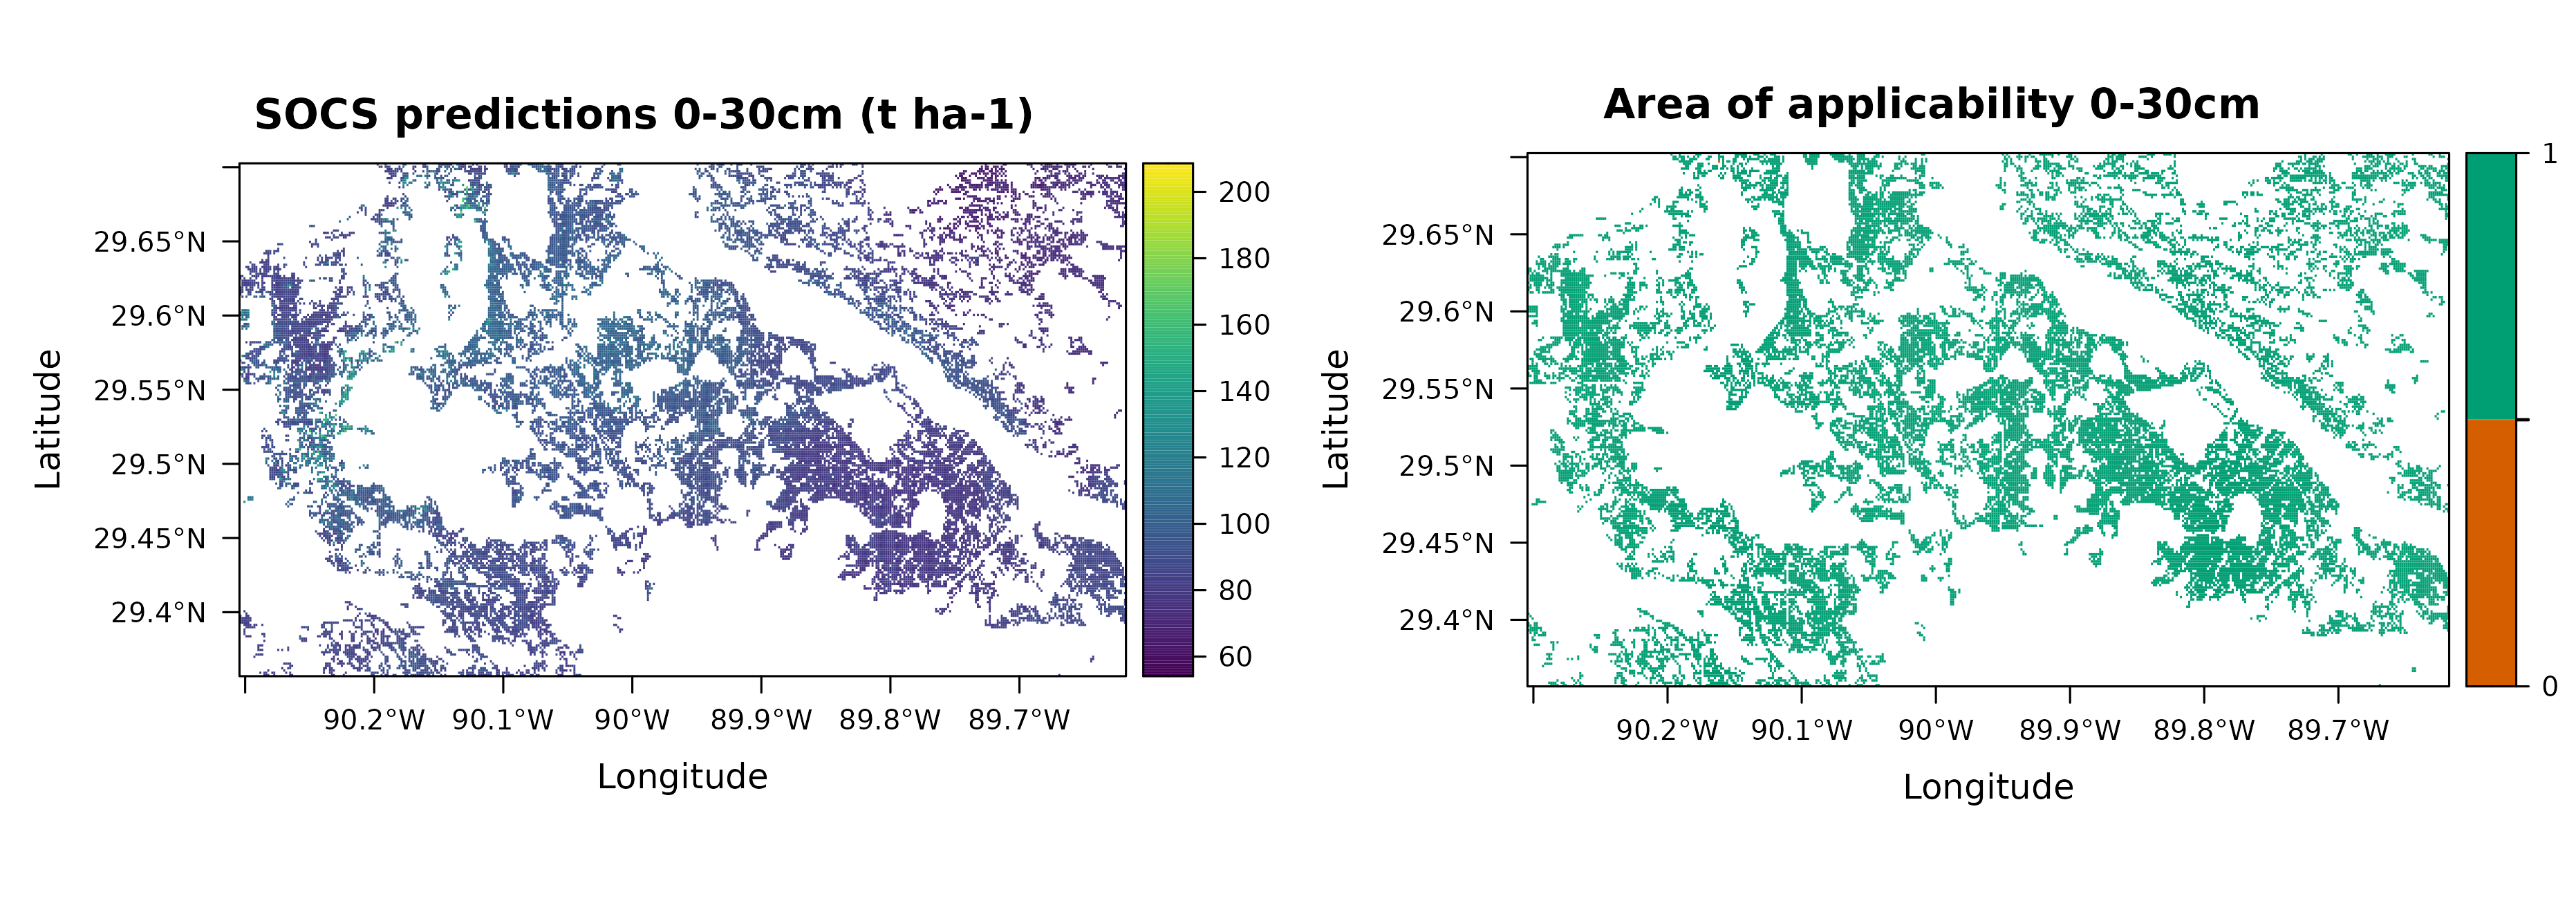 SOCS predictions 0-30cm (t ha-1)
Latitude
29.65°N
29.6°N
29.55°N
29.5°N
29.45°N
29.4°N
90.2°W 90.1°W 90°W 89.9°W 89.8°W 89.7°W
Longitude
200
180
160
140
120
100
80
60
Area of applicability 0-30cm
Latitude
29.65°N
29.6°N
29.55°N
29.5°N
29.45°N
29.4°N
90.2°W 90.1°W 90°W 89.9°W 89.8°W 89.7°W
Longitude
1
0